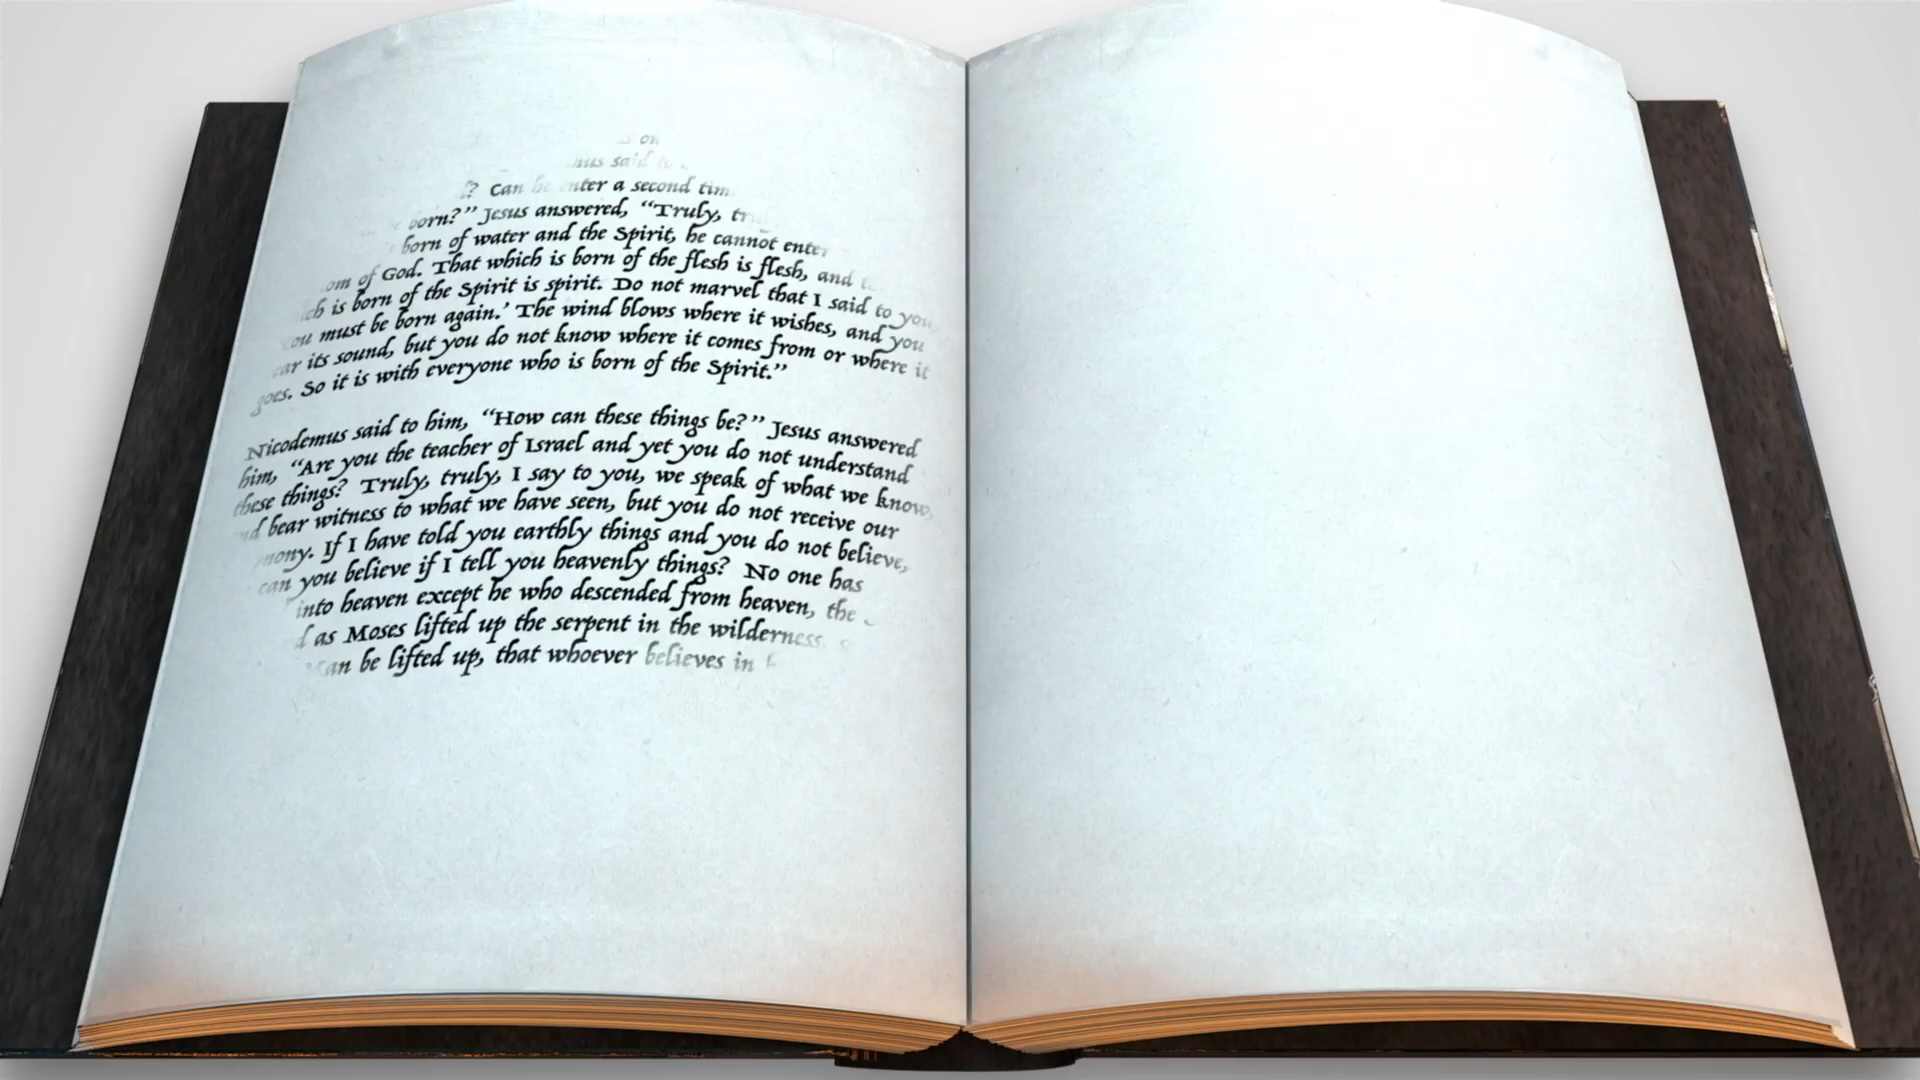 on
said to
? Can he enter a second
born?” Jesus answered, “Truly,
born of water and the Spirit, he cannot enter
of God. That which is born of the flesh is flesh, and
is born of the Spirit is spirit. Do not marvel that I said to you,
you must be born again.’ The wind blows where it wishes, and you
its sound, but you do not know where it comes from or where it
goes. So it is with everyone who is born of the Spirit.”
Nicodemus said to him, “How can these things be?” Jesus answered
him, “Are you the teacher of Israel and yet you do not understand
these things? Truly, truly, I say to you, we speak of what we know,
bear witness to what we have seen, but you do not receive our
If I have told you earthly things and you do not believe,
can you believe if I tell you heavenly things? No one has
into heaven except he who descended from heaven, the
as Moses lifted up the serpent in the wilderness,
be lifted up, that whoever believes in